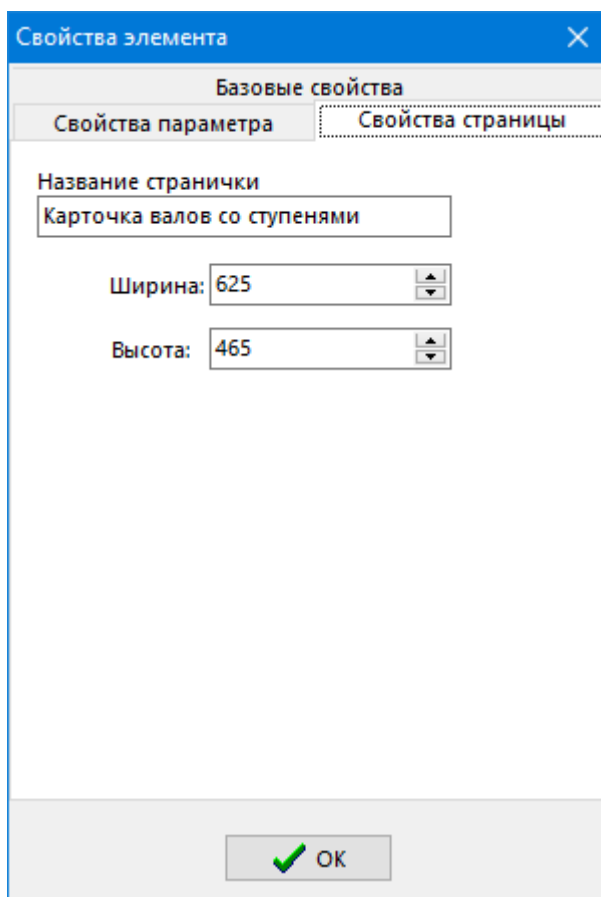 Свойства элемента
Базовые свойства
Свойства параметра
Свойства страницы
Название странички
Карточка валов со ступенями
Ширина: 625
Высота: 465
OK